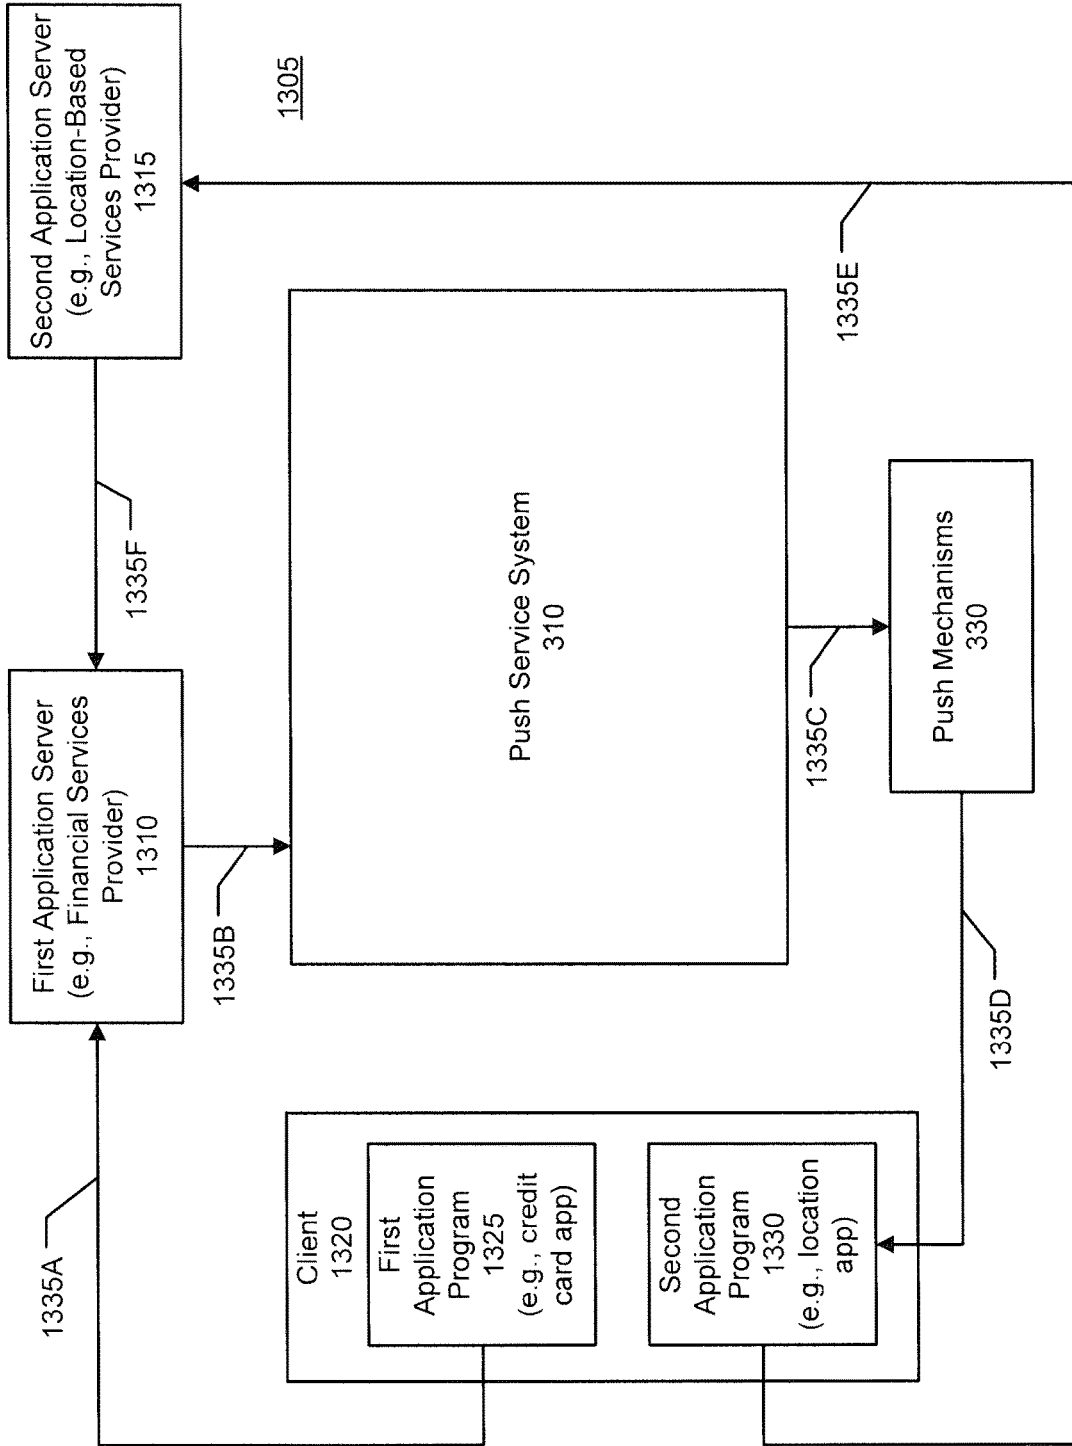 1305
Second Application Server
(e.g., Location-Based
Services Provider)
1315
1335F
First Application Server
(e.g., Financial Services
Provider)
1310
1335A
1335B
Push Service System
310
1335E
1335C
Push Mechanisms
330
1335D
Client
1320
First
Application
Program
1325
(e.g., credit
card app)
Second
Application
Program
1330
(e.g., location
app)